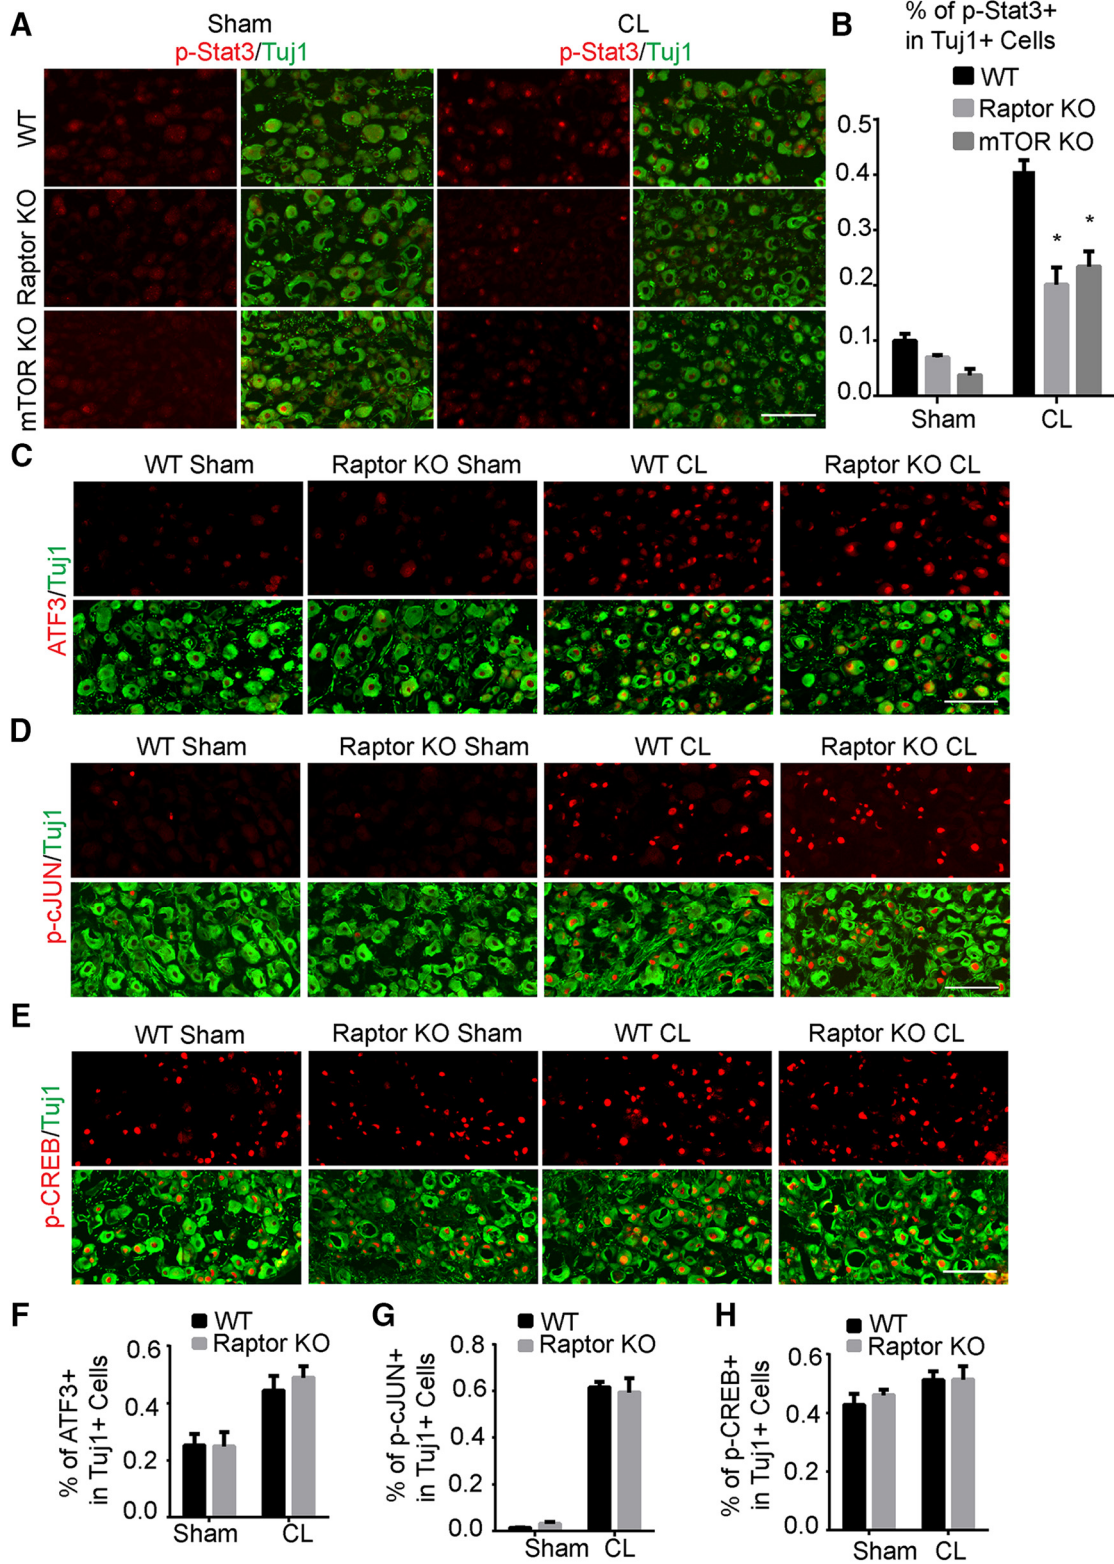 A
Sham
CL
p-Stat3/Tuj1
p-Stat3/Tuj1
WT
Raptor KO
mTOR KO
B
% of p-Stat3+
in Tuj1+ Cells
WT
Raptor KO
mTOR KO
0.5
0.4
0.3
0.2
0.1
0.0
*
*
Sham
CL
C
WT Sham
Raptor KO Sham
WT CL
Raptor KO CL
ATF3/Tuj1
D
WT Sham
Raptor KO Sham
WT CL
Raptor KO CL
p-cJUN/Tuj1
E
WT Sham
Raptor KO Sham
WT CL
Raptor KO CL
p-CREB/Tuj1
F
WT
Raptor KO
% of ATF3+
in Tuj1+ Cells
0.6
0.4
0.2
0.0
Sham
CL
G
WT
Raptor KO
% of p-cJUN+
in Tuj1+ Cells
0.8
0.6
0.4
0.2
0.0
Sham
CL
H
WT
Raptor KO
% of p-CREB+
in Tuj1+ Cells
0.6
0.4
0.2
0.0
Sham
CL